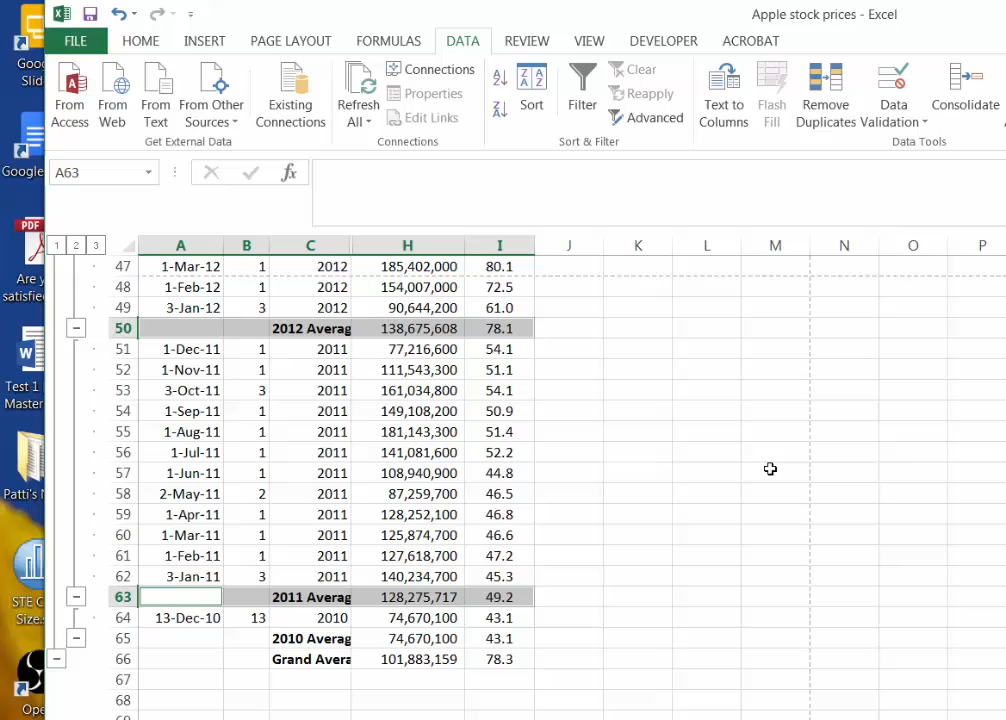 Apple stock prices - Excel
FILE HOME INSERT PAGE LAYOUT FORMULAS DATA REVIEW VIEW DEVELOPER ACROBAT
From Access From Web From Text From Other Sources Existing Connections
Get External Data
Refresh All Connections Properties Edit Links
Connections
Sort Filter Clear Reapply Advanced
Sort & Filter
Text to Columns Flash Fill Remove Duplicates Data Validation Consolidate
Data Tools
A63 fx
1 2 3 A B C H I J K L M N O P
47 1-Mar-12 1 2012 185,402,000 80.1
48 1-Feb-12 1 2012 154,007,000 72.5
49 3-Jan-12 3 2012 90,644,200 61.0
50 2012 Averag 138,675,608 78.1
51 1-Dec-11 1 2011 77,216,600 54.1
52 1-Nov-11 1 2011 111,543,300 51.1
53 3-Oct-11 3 2011 161,034,800 54.1
54 1-Sep-11 1 2011 149,108,200 50.9
55 1-Aug-11 1 2011 181,143,300 51.4
56 1-Jul-11 1 2011 141,081,600 52.2
57 1-Jun-11 1 2011 108,940,900 44.8
58 2-May-11 2 2011 87,259,700 46.5
59 1-Apr-11 1 2011 128,252,100 46.8
60 1-Mar-11 1 2011 125,874,700 46.6
61 1-Feb-11 1 2011 127,618,700 47.2
62 3-Jan-11 3 2011 140,234,700 45.3
63 2011 Averag 128,275,717 49.2
64 13-Dec-10 13 2010 74,670,100 43.1
65 2010 Averag 74,670,100 43.1
66 Grand Avera 101,883,159 78.3
67
68
Goo
Slid
Google
PDF
Are y
satisfie
Test 1
Master
Patti's N
STE C
Size.s
Ope